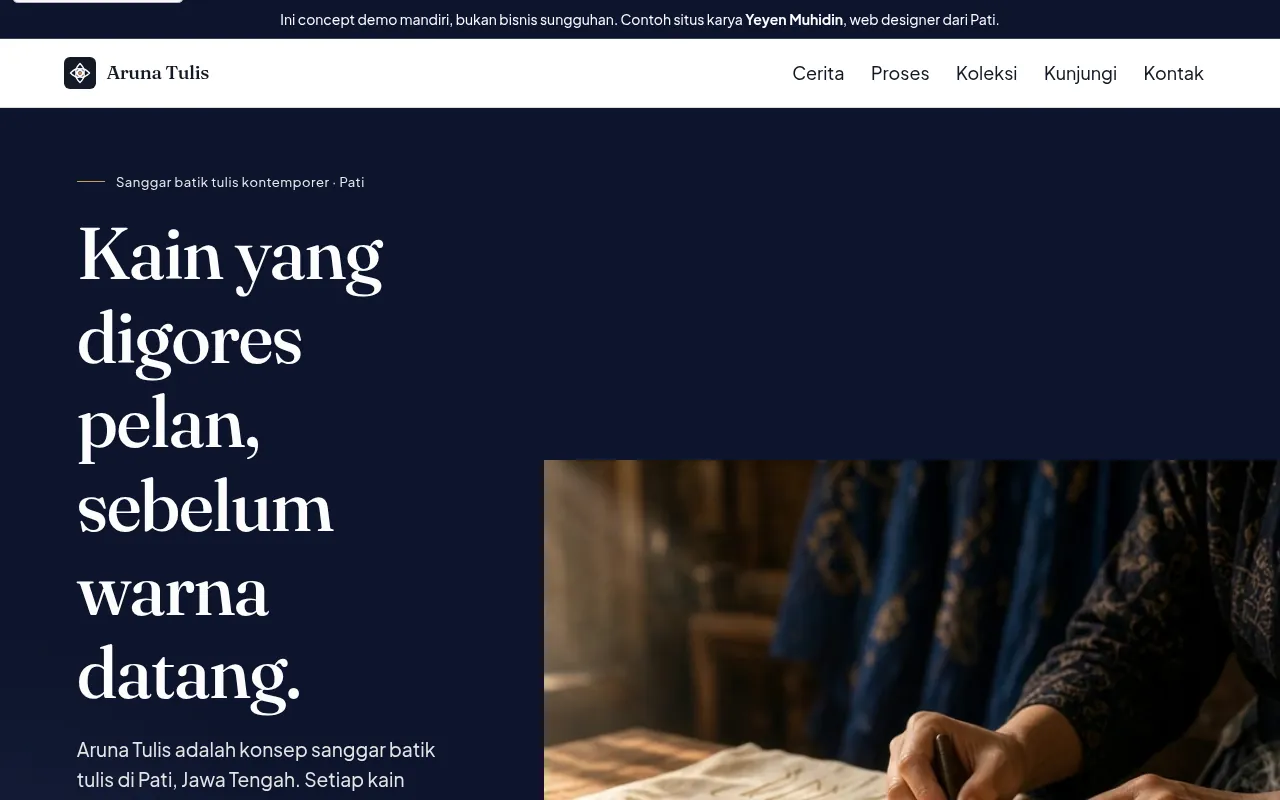 Ini concept demo mandiri, bukan bisnis sungguhan. Contoh situs karya Yeyen Muhidin, web designer dari Pati.
Aruna Tulis
Cerita
Proses
Koleksi
Kunjungi
Kontak
Sanggar batik tulis kontemporer · Pati
Kain yang
digores
pelan,
sebelum
warna
datang.
Aruna Tulis adalah konsep sanggar batik
tulis di Pati, Jawa Tengah. Setiap kain